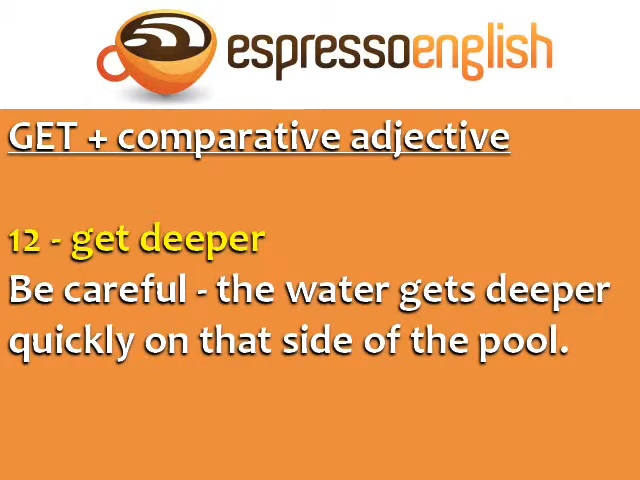 espressoenglish
GET + comparative adjective
12 - get deeper
Be careful - the water gets deeper
quickly on that side of the pool.